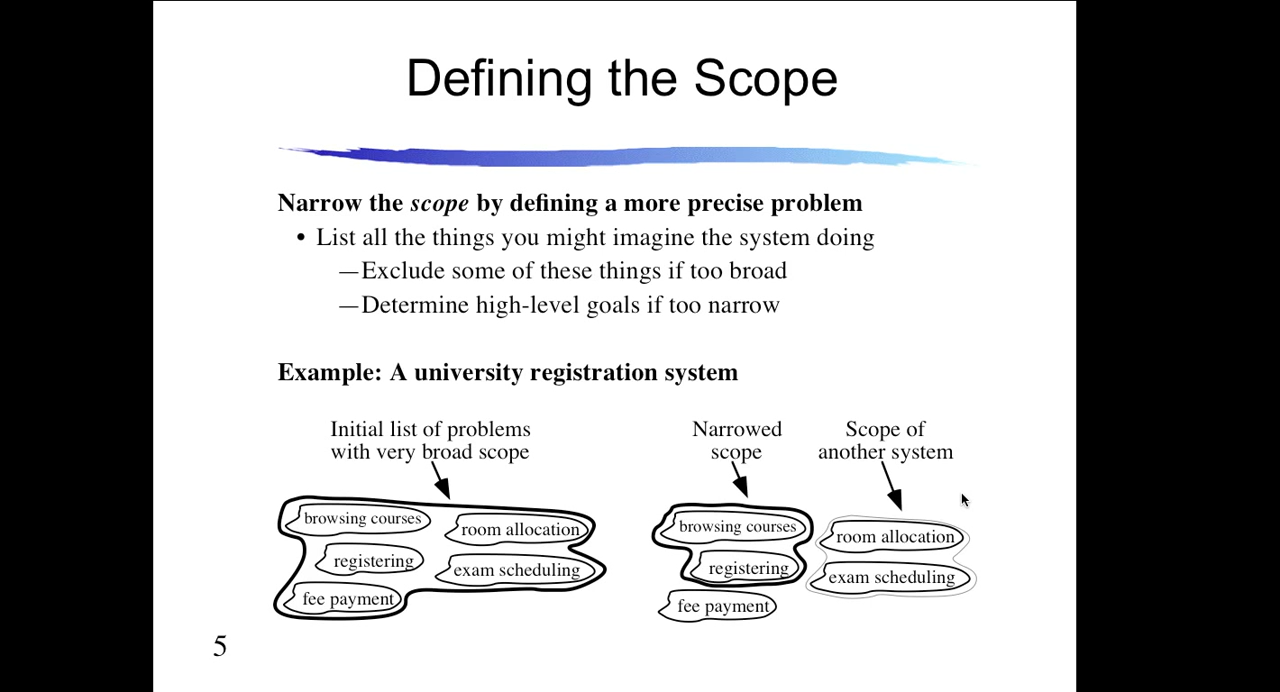 Defining the Scope
Narrow the scope by defining a more precise problem
• List all the things you might imagine the system doing
—Exclude some of these things if too broad
—Determine high-level goals if too narrow
Example: A university registration system
Initial list of problems
with very broad scope
browsing courses
room allocation
registering
exam scheduling
fee payment
Narrowed
scope
browsing courses
registering
fee payment
Scope of
another system
room allocation
exam scheduling
5